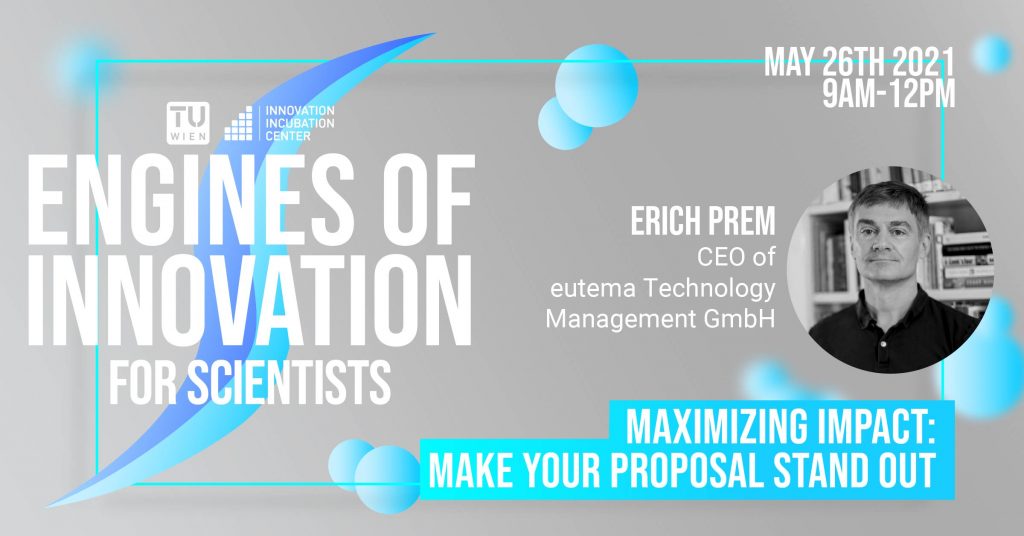 TU
WIEN
INNOVATION
INCUBATION
CENTER
ENGINES OF
INNOVATION
FOR SCIENTISTS
MAY 26TH 2021
9AM-12PM
ERICH PREM
CEO of
eutema Technology
Management GmbH
MAXIMIZING IMPACT:
MAKE YOUR PROPOSAL STAND OUT